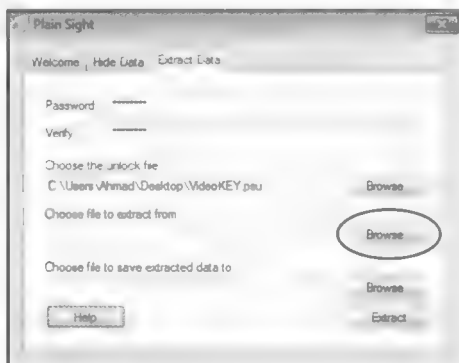 Plain Sight
Welcome Hide Data Extract Data
Password ********
Verify ********
Choose the unlock file
C:\Users\Ahmad\Desktop\VideoKEY.psu Browse
Choose file to extract from
Browse
Choose file to save extracted data to
Browse
Help Extract